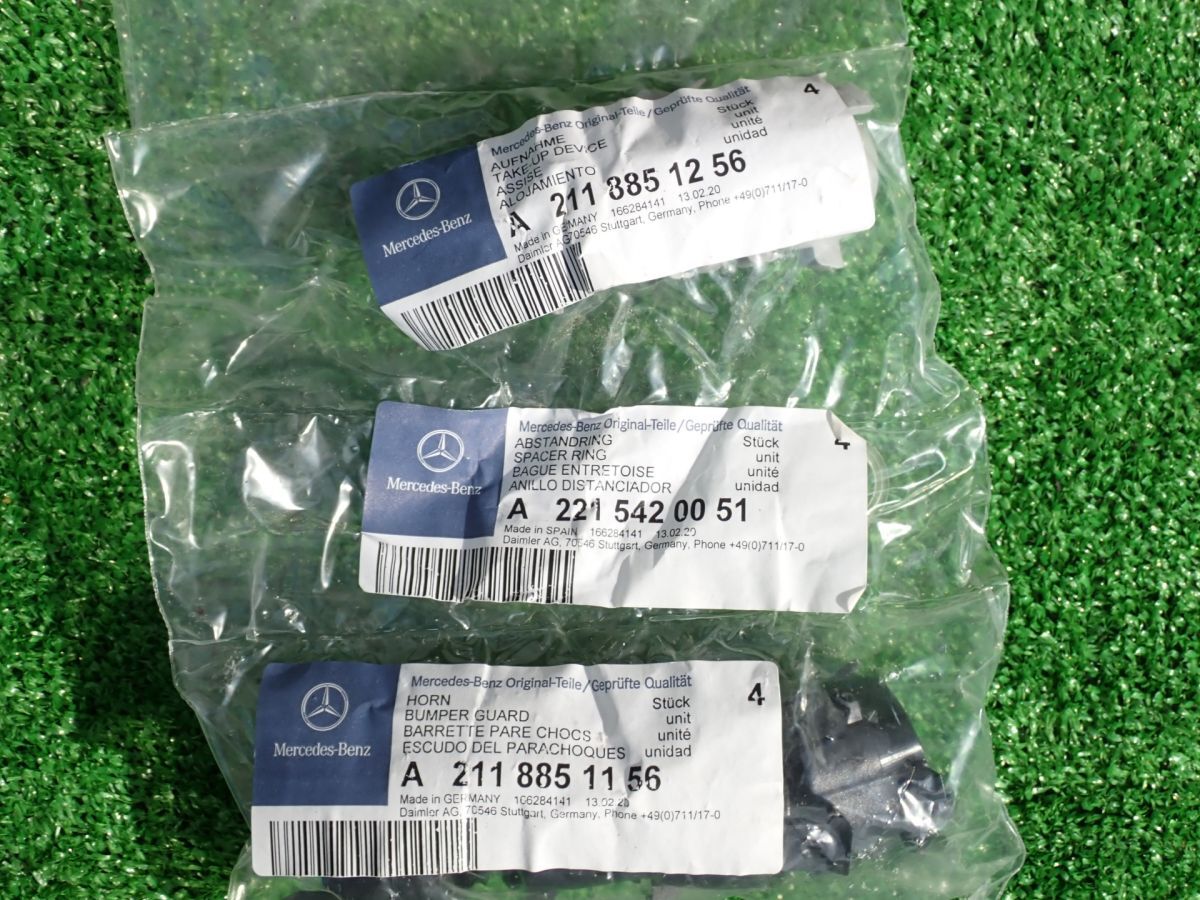 Mercedes-Benz Original-Teile/Geprüfte Qualität
4
AUFNAHME Stück
TAKE-UP DEVICE unit
ASSISE unité
ALOJAMIENTO unidad
A 211 885 12 56
Made in GERMANY 166284141 13.02.20
Daimler AG 70546 Stuttgart, Germany, Phone +49(0)711/17-0
Mercedes-Benz
Mercedes-Benz Original-Teile/Geprüfte Qualität
4
ABSTANDRING Stück
SPACER RING unit
BAGUE ENTRETOISE unité
ANILLO DISTANCIADOR unidad
Mercedes-Benz
A 221 542 00 51
Made in SPAIN 166284141 13.02.20
Daimler AG, 70546 Stuttgart, Germany, Phone +49(0)711/17-0
Mercedes-Benz Original-Teile/Geprüfte Qualität
4
HORN Stück
BUMPER GUARD unit
BARRETTE PARE CHOCS unité
ESCUDO DEL PARACHOQUES unidad
Mercedes-Benz
A 211 885 11 56
Made in GERMANY 166284141 13.02.20
Daimler AG, 70546 Stuttgart, Germany, Phone +49(0)711/17-0